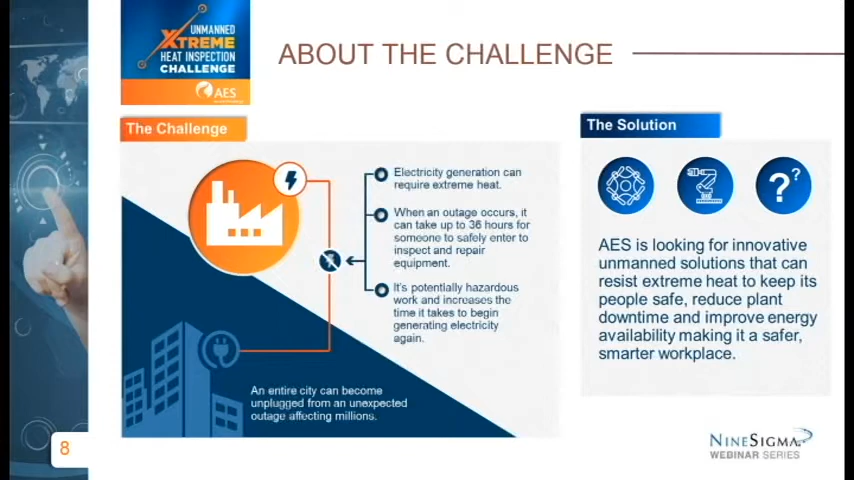 UNMANNED
XTREME
HEAT INSPECTION
CHALLENGE
AES
ABOUT THE CHALLENGE
The Challenge
Electricity generation can
require extreme heat.
When an outage occurs, it
can take up to 36 hours for
someone to safely enter to
inspect and repair
equipment.
It's potentially hazardous
work and increases the
time it takes to begin
generating electricity
again.
An entire city can become
unplugged from an unexpected
outage affecting millions.
The Solution
? ?
AES is looking for innovative
unmanned solutions that can
resist extreme heat to keep its
people safe, reduce plant
downtime and improve energy
availability making it a safer,
smarter workplace.
8
NINESIGMA
WEBINAR SERIES